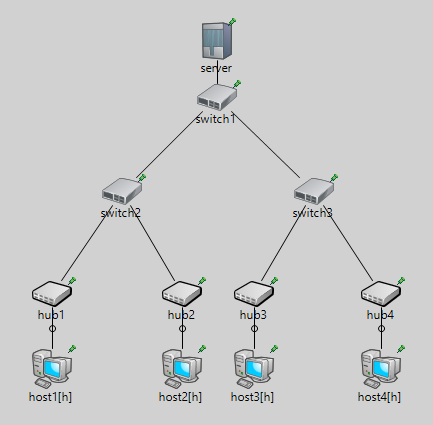 server
switch1
switch2
switch3
hub1
hub2
hub3
hub4
host1[h]
host2[h]
host3[h]
host4[h]